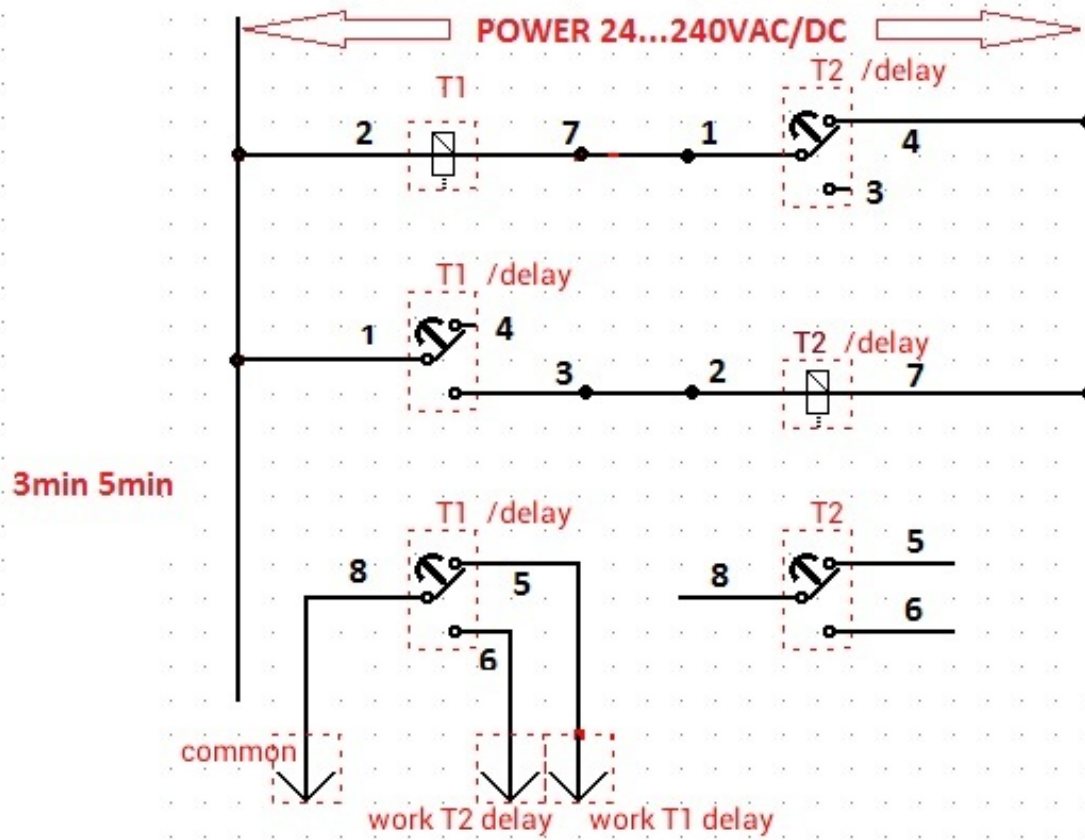 POWER 24...240VAC/DC
T1
T2 /delay
2
7
1
4
3
T1 /delay
1
4
T2 /delay
3
2
7
3min 5min
T1 /delay
T2
8
5
6
8
5
6
common
work T2 delay
work T1 delay